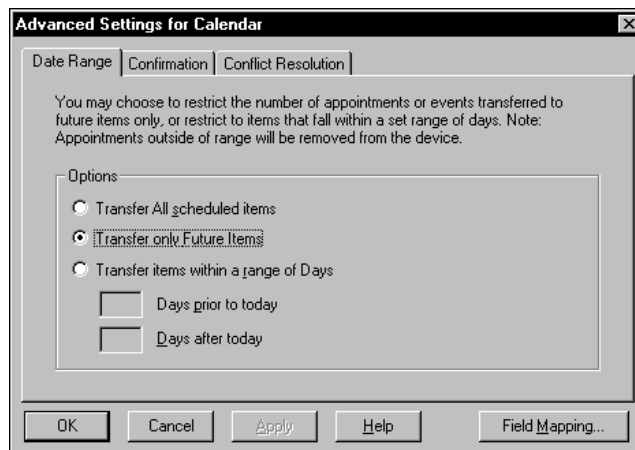 Advanced Settings for Calendar
Date Range Confirmation Conflict Resolution
You may choose to restrict the number of appointments or events transferred to
future items only, or restrict to items that fall within a set range of days. Note:
Appointments outside of range will be removed from the device.
Options
Transfer All scheduled items
Transfer only Future Items
Transfer items within a range of Days
Days prior to today
Days after today
OK Cancel Apply Help Field Mapping...